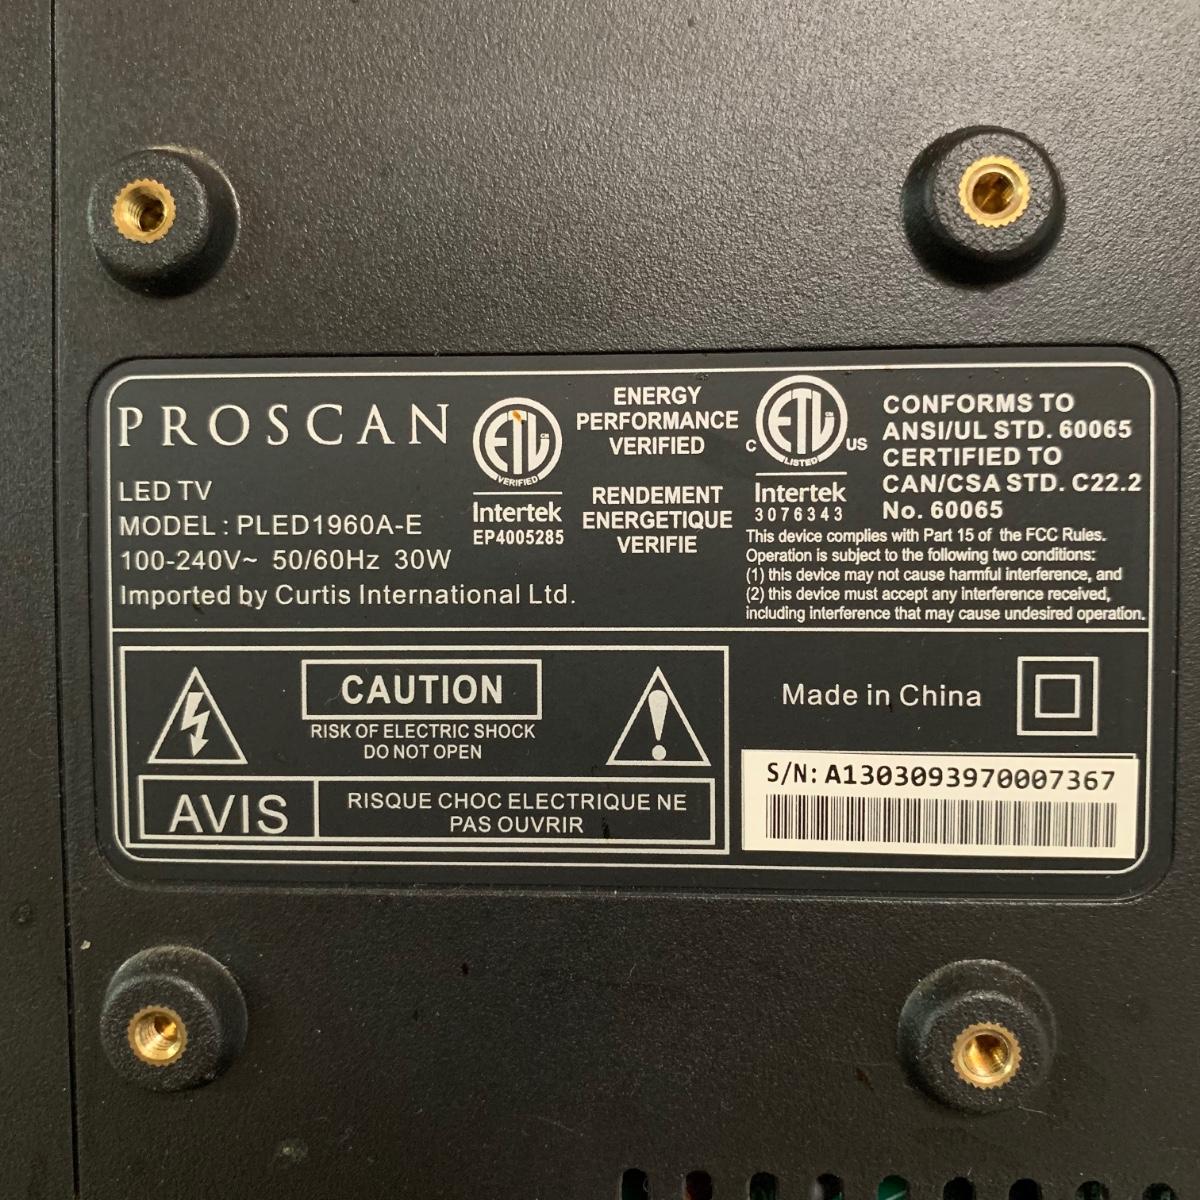 PROSCAN
LED TV
MODEL : PLED1960A-E
100-240V~ 50/60Hz 30W
Imported by Curtis International Ltd.
ETL CM
VERIFIED
Intertek
EP4005285
ENERGY
PERFORMANCE
VERIFIED
RENDEMENT
ENERGETIQUE
VERIFIE
C ETL CM US
LISTED
Intertek
3076343
CONFORMS TO
ANSI/UL STD. 60065
CERTIFIED TO
CAN/CSA STD. C22.2
No. 60065
This device complies with Part 15 of the FCC Rules.
Operation is subject to the following two conditions:
(1) this device may not cause harmful interference, and
(2) this device must accept any interference received,
including interference that may cause undesired operation.
CAUTION
RISK OF ELECTRIC SHOCK
DO NOT OPEN
AVIS
RISQUE CHOC ELECTRIQUE NE
PAS OUVRIR
Made in China
S/N: A1303093970007367